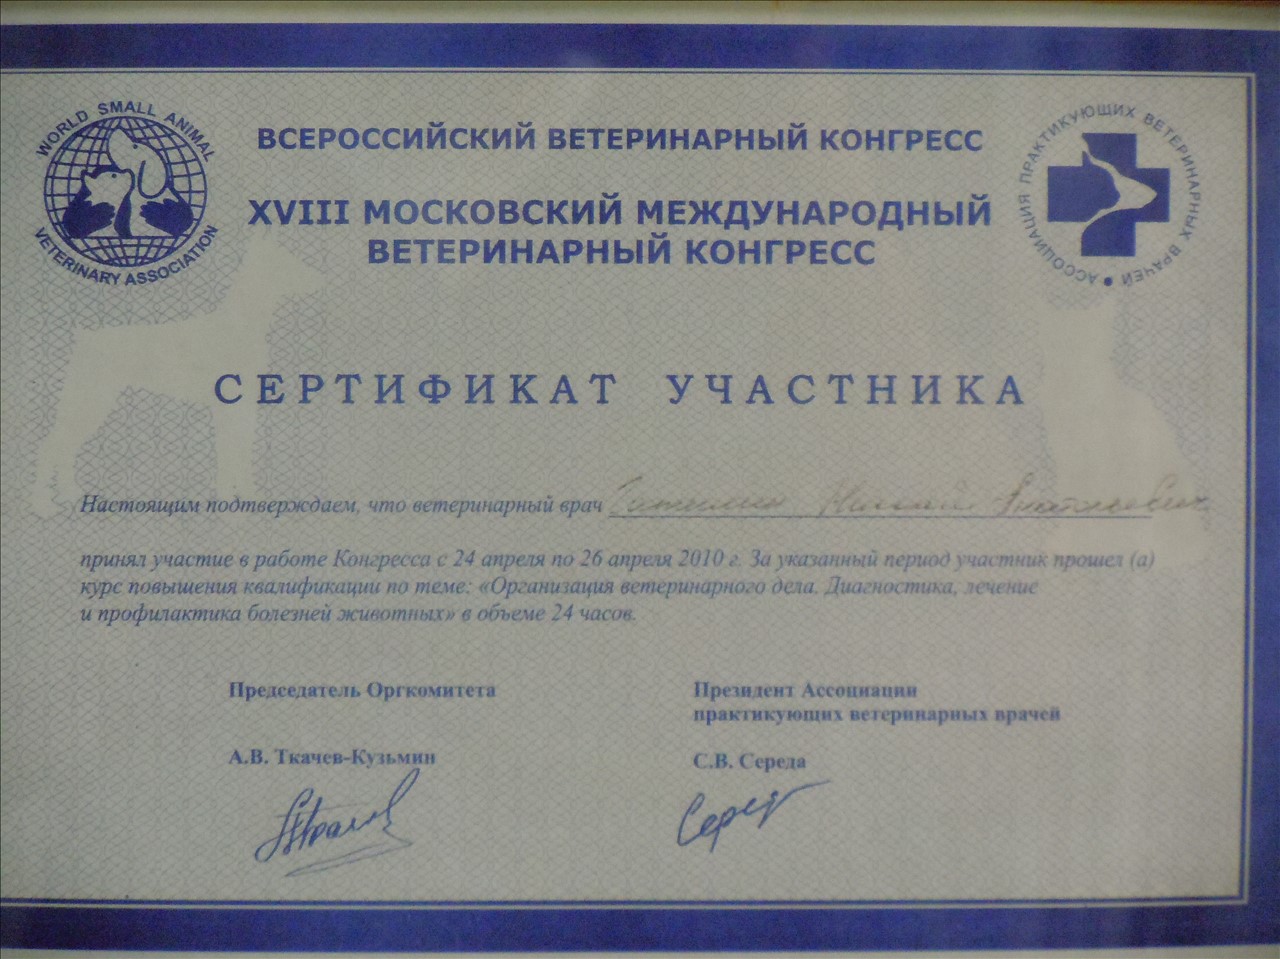 WORLD SMALL ANIMAL
VETERINARY ASSOCIATION
АССОЦИАЦИЯ ПРАКТИКУЮЩИХ ВЕТЕРИНАРНЫХ ВРАЧЕЙ
ВСЕРОССИЙСКИЙ ВЕТЕРИНАРНЫЙ КОНГРЕСС
XVIII МОСКОВСКИЙ МЕЖДУНАРОДНЫЙ
ВЕТЕРИНАРНЫЙ КОНГРЕСС
СЕРТИФИКАТ УЧАСТНИКА
Настоящим подтверждаем, что ветеринарный врач
принял участие в работе Конгресса с 24 апреля по 26 апреля 2010 г. За указанный период участник прошел (а)
курс повышения квалификации по теме: «Организация ветеринарного дела. Диагностика, лечение
и профилактика болезней животных» в объеме 24 часов.
Председатель Оргкомитета
А.В. Ткачев-Кузьмин
Президент Ассоциации
практикующих ветеринарных врачей
С.В. Середа